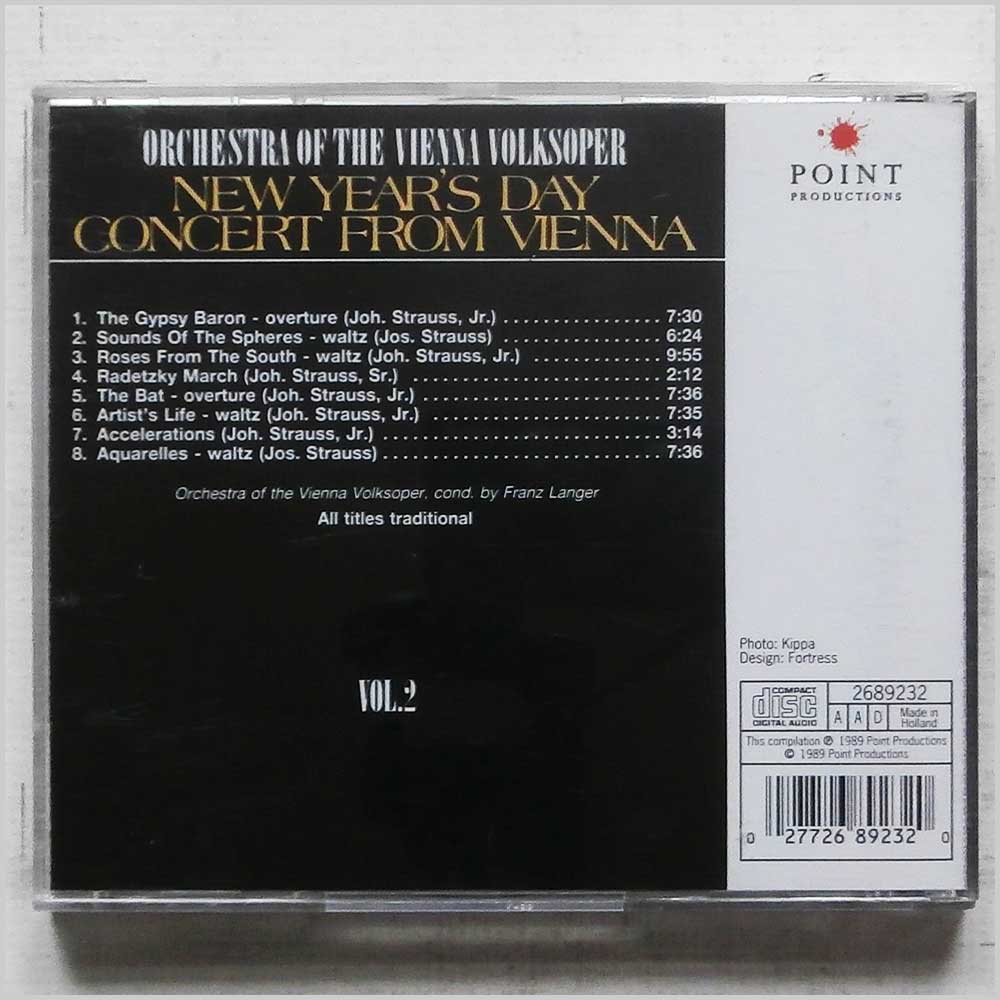 ORCHESTRA OF THE VIENNA VOLKSOPER
NEW YEAR'S DAY
CONCERT FROM VIENNA
1. The Gypsy Baron - overture (Joh. Strauss, Jr.) ................ 7:30
2. Sounds Of The Spheres - waltz (Jos. Strauss) ................ 6:24
3. Roses From The South - waltz (Joh. Strauss, Jr.) ............. 9:55
4. Radetzky March (Joh. Strauss, Sr.) ......................... 2:12
5. The Bat - overture (Joh. Strauss, Jr.) ......................... 7:36
6. Artist's Life - waltz (Joh. Strauss, Jr.) ....................... 7:35
7. Accelerations (Joh. Strauss, Jr.) ............................ 3:14
8. Aquarelles - waltz (Jos. Strauss) ............................ 7:36
Orchestra of the Vienna Volksoper, cond. by Franz Langer
All titles traditional
VOL.2
POINT
PRODUCTIONS
Photo: Kippa
Design: Fortress
COMPACT
disc
DIGITAL AUDIO
2689232
A A D
Made in
Holland
This compilation ℗ 1989 Point Productions
© 1989 Point Productions
0 27726 89232 0